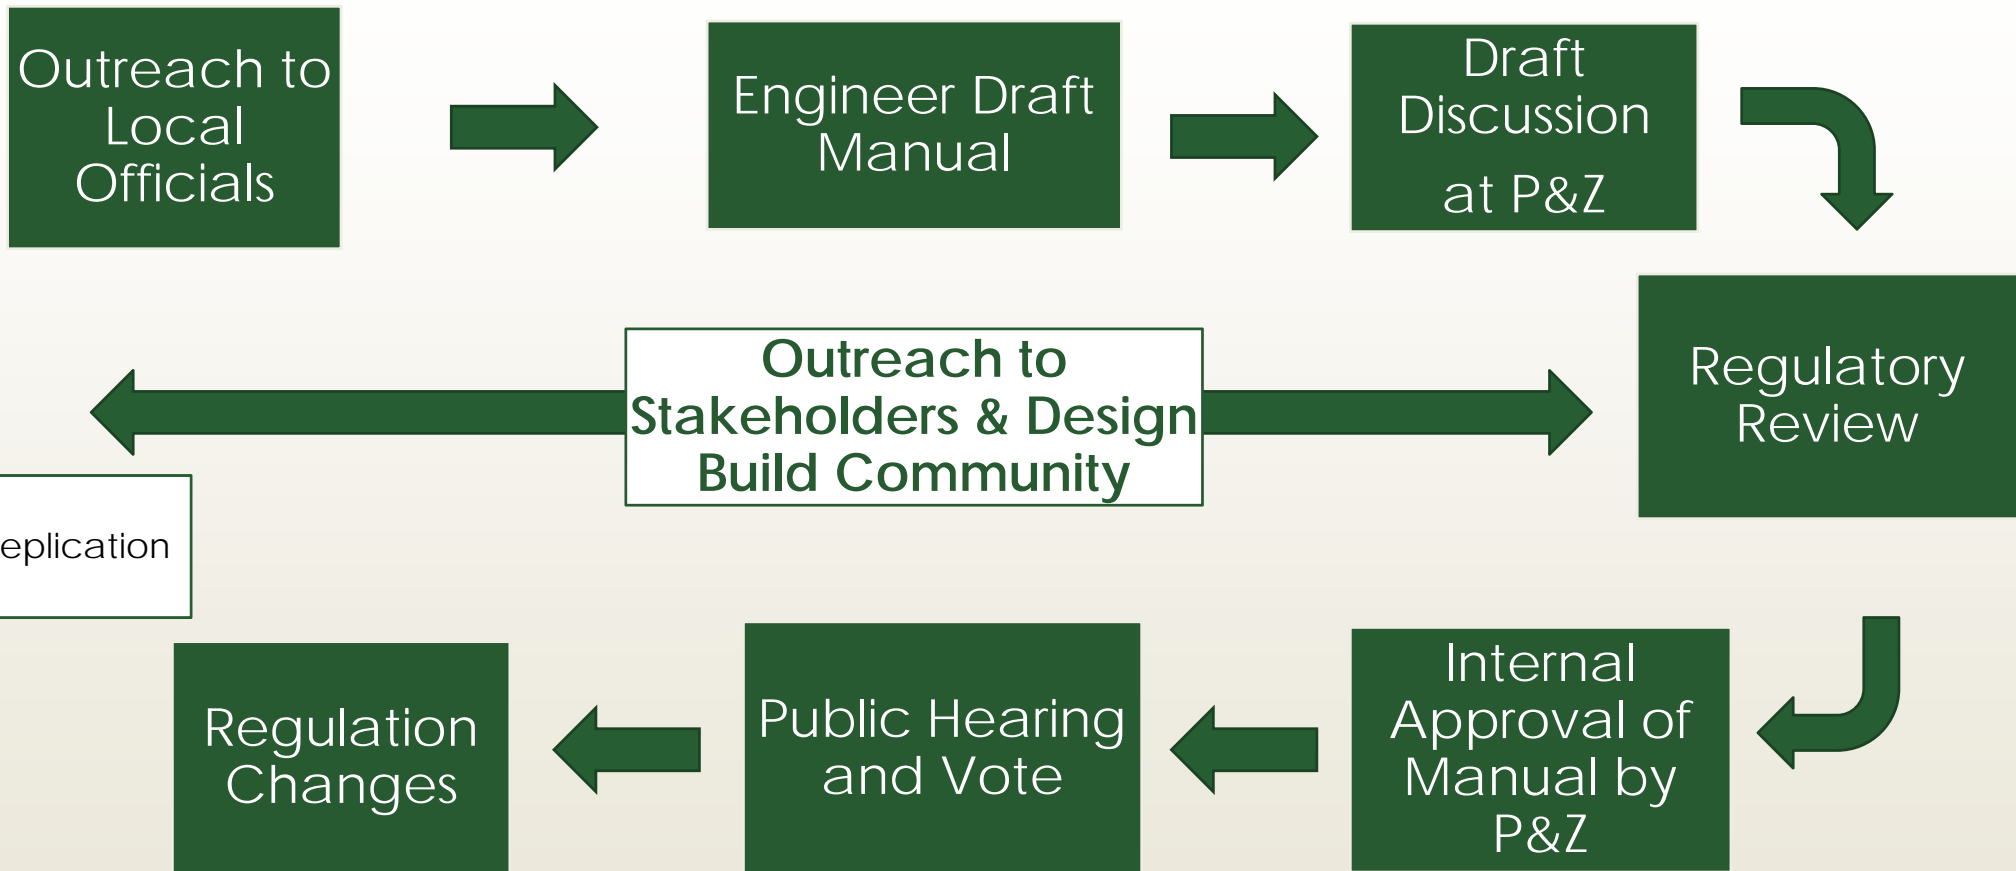 Outreach to
Local
Officials
Engineer Draft
Manual
Draft
Discussion
at P&Z
Regulatory
Review
Outreach to
Stakeholders & Design
Build Community
eplication
Internal
Approval of
Manual by
P&Z
Public Hearing
and Vote
Regulation
Changes